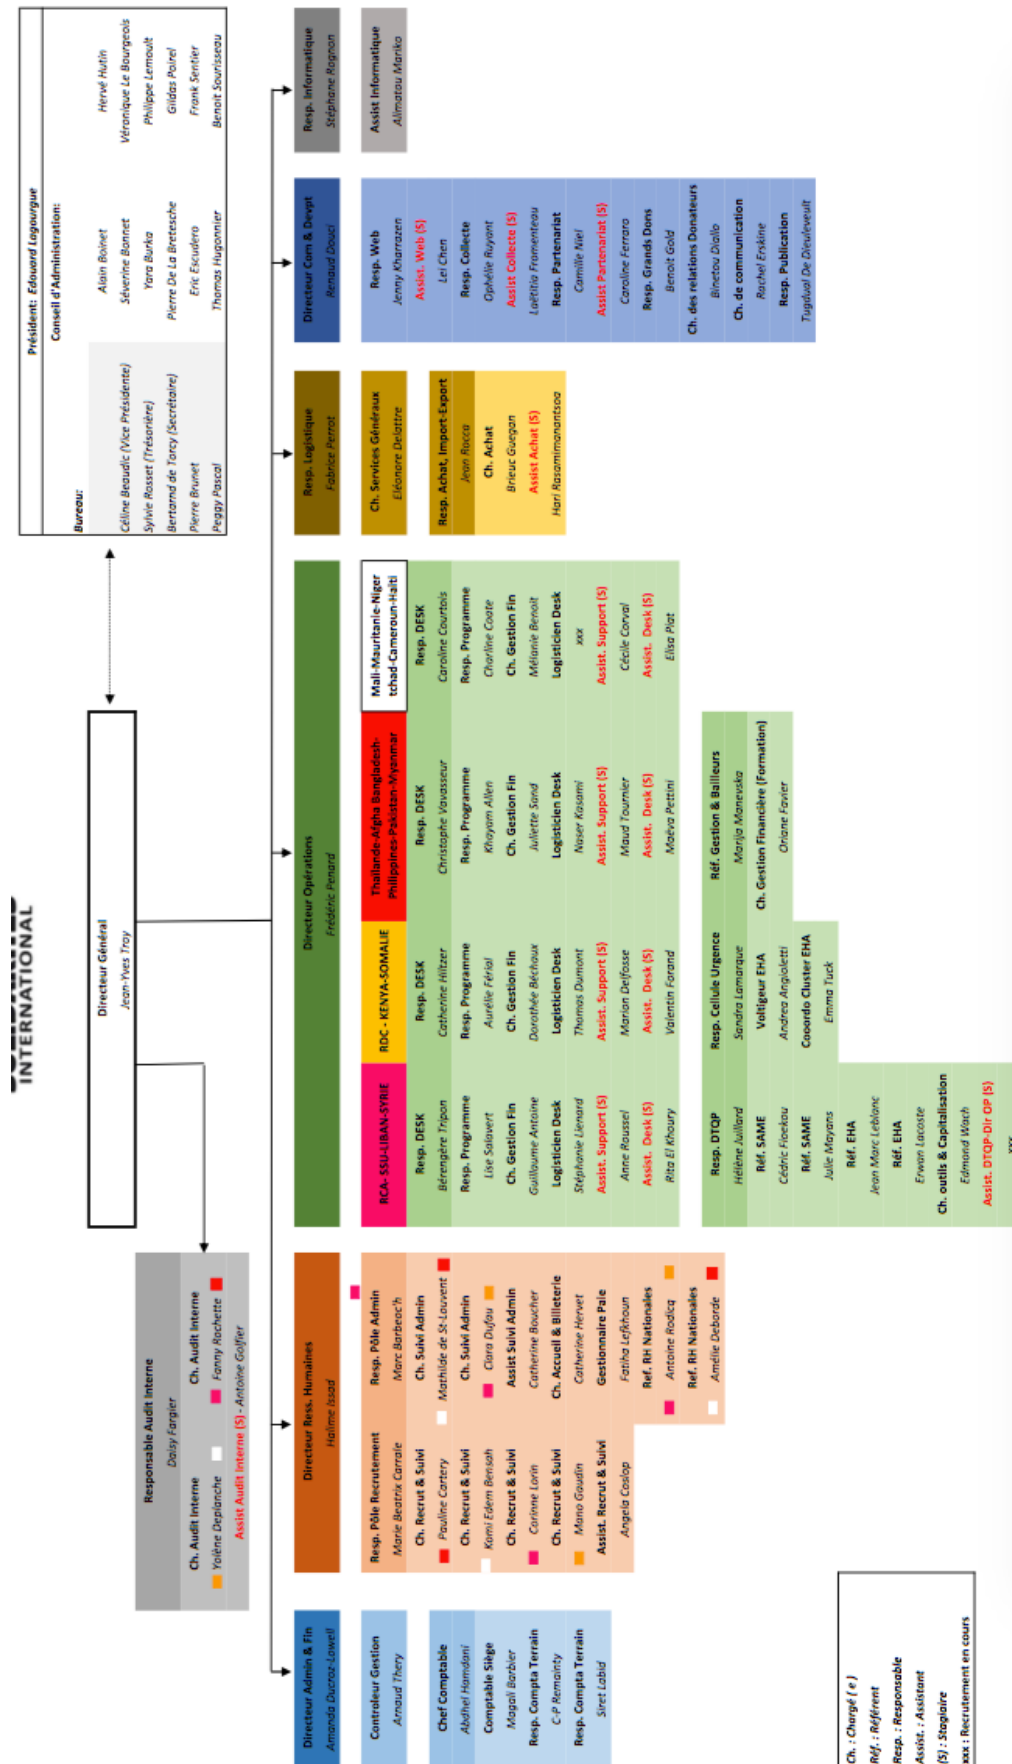 INTERNATIONAL
Directeur Général
Jean-Yves Troy
Président: Edouard Lagourgue
Conseil d'Administration:
Bureau:
Céline Beaudic (Vice Présidente)
Sylvie Rosset (Trésorière)
Bertarnd de Torcy (Secrétaire)
Pierre Brunet
Peggy Pascal
Alain Boinet
Séverine Bonnet
Yara Burka
Pierre De La Bretesche
Eric Escudero
Thomas Hugonnier
Hervé Hutin
Véronique Le Bourgeois
Philippe Lemoult
Gildas Poirel
Frank Sentier
Benoit Sourisseau
Responsable Audit Interne
Daisy Fargier
Ch. Audit Interne
Yolène Deplanche
Ch. Audit Interne
Fanny Rachette
Assist Audit Interne (S) - Antoine Golfier
Directeur Admin & Fin
Amanda Ducroz-Lowell
Controleur Gestion
Arnaud Thery
Chef Comptable
Abdhel Hamdani
Comptable Siège
Magali Barbier
Resp. Compta Terrain
C-P Remainty
Resp. Compta Terrain
Siret Labid
Directeur Ress. Humaines
Halime Issad
Resp. Pôle Recrutement
Marie Beatrix Carrale
Ch. Recrut & Suivi
Pauline Cartery
Ch. Recrut & Suivi
Komi Edem Bensah
Ch. Recrut & Suivi
Corinne Lorin
Ch. Recrut & Suivi
Mano Gaudin
Assist. Recrut & Suivi
Angela Coslop
Resp. Pôle Admin
Marc Barbeoc'h
Ch. Suivi Admin
Mathilde de St-Louvent
Ch. Suivi Admin
Clara Dufau
Assist Suivi Admin
Catherine Boucher
Ch. Accueil & Billeterie
Catherine Hervet
Gestionnaire Paie
Fatiha Lefkhoun
Ref. RH Nationales
Antoine Rodicq
Ref. RH Nationales
Amélie Deborde
Directeur Opérations
Frédéric Penard
RCA- SSU-LIBAN-SYRIE
Resp. DESK
Bérengère Tripon
Resp. Programme
Lise Salavert
Ch. Gestion Fin
Guillaume Antoine
Logisticien Desk
Stéphanie Lienard
Assist. Support (S)
Anne Roussel
Assist. Desk (S)
Rita El Khoury
RDC - KENYA-SOMALIE
Resp. DESK
Catherine Hiltzer
Resp. Programme
Aurélie Férial
Ch. Gestion Fin
Dorothée Béchaux
Logisticien Desk
Thomas Dumont
Assist. Support (S)
Marian Delfosse
Assist. Desk (S)
Valentin Forand
Thaïlande-Afgha Bangladesh-
Philippines-Pakistan-Myanmar
Resp. DESK
Christophe Vavasseur
Resp. Programme
Khayam Allen
Ch. Gestion Fin
Juliette Sand
Logisticien Desk
Naser Kasami
Assist. Support (S)
Maud Tournier
Assist. Desk (S)
Maéva Pettini
Mali-Mauritanie-Niger
tchad-Cameroun-Haiti
Resp. DESK
Caroline Courtois
Resp. Programme
Charline Coate
Ch. Gestion Fin
Mélanie Benoit
Logisticien Desk
xxx
Assist. Support (S)
Cécile Corval
Assist. Desk (S)
Elisa Plat
Resp. DTQP
Hélène Juillard
Réf. SAME
Cédric Fioekou
Réf. SAME
Julie Mayans
Réf. EHA
Jean Marc Leblanc
Réf. EHA
Erwan Lacoste
Ch. outils & Capitalisation
Edmond Wach
Assist. DTQP-Dir OP (S)
xxx
Resp. Cellule Urgence
Sandra Lamarque
Voltigeur EHA
Andrea Angioletti
Cooordo Cluster EHA
Emma Tuck
Réf. Gestion & Bailleurs
Marija Manevska
Ch. Gestion Financière (Formation)
Oriane Favier
Resp. Logistique
Fabrice Perrot
Ch. Services Généraux
Eléonore Delattre
Resp. Achat, Import-Export
Jean Rocca
Ch. Achat
Brieuc Guegan
Assist Achat (S)
Hari Rasamimanantsoa
Directeur Com & Devpt
Renaud Douci
Resp. Web
Jenny Kharrazen
Assist. Web (S)
Lei Chen
Resp. Collecte
Ophélie Ruyant
Assist Collecte (S)
Laëtitia Fromenteau
Resp. Partenariat
Camille Niel
Assist Partenariat (S)
Caroline Ferraro
Resp. Grands Dons
Benoit Gold
Ch. des relations Donateurs
Binetou Diallo
Ch. de communication
Rachel Erskine
Resp. Publication
Tugdual De Dieuleveult
Resp. Informatique
Stéphane Rognon
Assist Informatique
Alimatou Mariko
Ch. : Chargé ( e )
Réf. : Référent
Resp. : Responsable
Assist. : Assistant
(S) : Stagiaire
xxx : Recrutement en cours